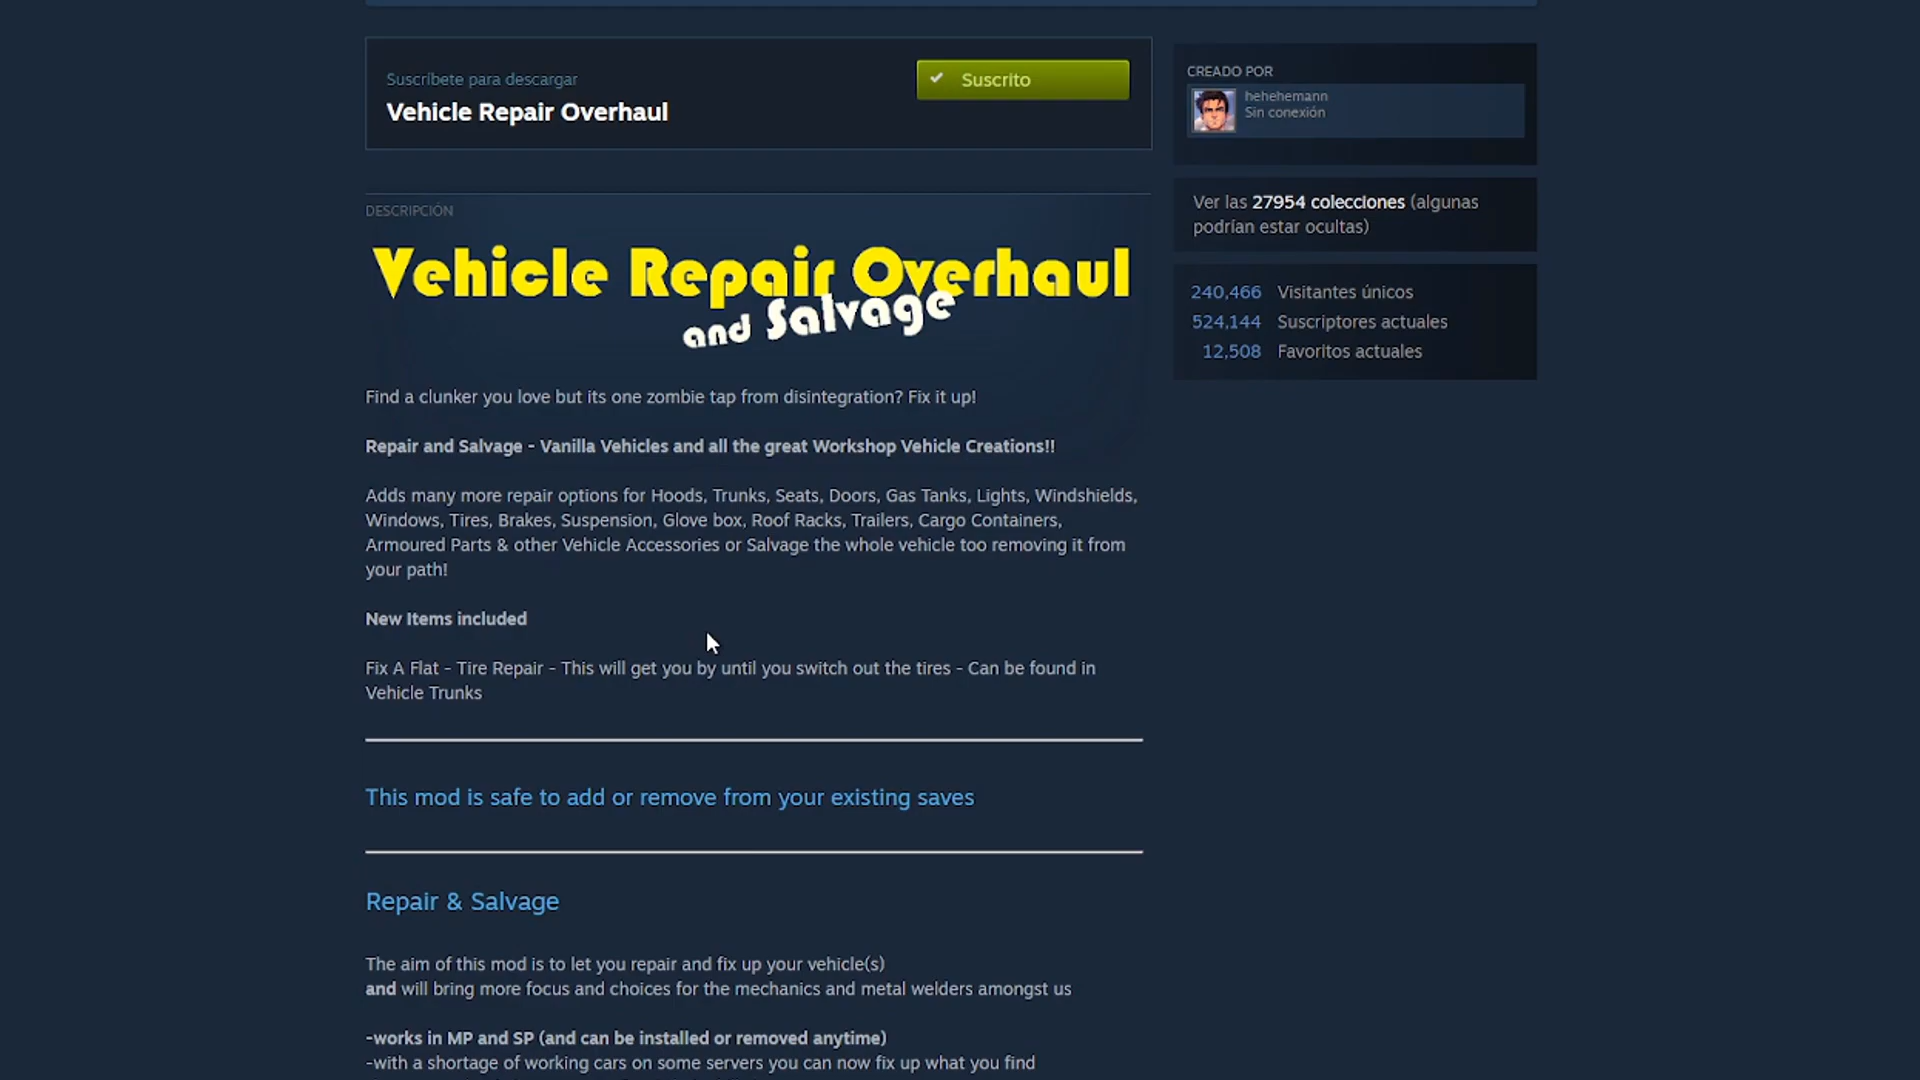 Suscríbete para descargar
Vehicle Repair Overhaul
Suscrito
DESCRIPCIÓN
Vehicle Repair Overhaul
and Salvage
Find a clunker you love but its one zombie tap from disintegration? Fix it up!
Repair and Salvage - Vanilla Vehicles and all the great Workshop Vehicle Creations!!
Adds many more repair options for Hoods, Trunks, Seats, Doors, Gas Tanks, Lights, Windshields,
Windows, Tires, Brakes, Suspension, Glove box, Roof Racks, Trailers, Cargo Containers,
Armoured Parts & other Vehicle Accessories or Salvage the whole vehicle too removing it from
your path!
New Items included
Fix A Flat - Tire Repair - This will get you by until you switch out the tires - Can be found in
Vehicle Trunks
This mod is safe to add or remove from your existing saves
Repair & Salvage
The aim of this mod is to let you repair and fix up your vehicle(s)
and will bring more focus and choices for the mechanics and metal welders amongst us
-works in MP and SP (and can be installed or removed anytime)
-with a shortage of working cars on some servers you can now fix up what you find
CREADO POR
hehehemann
Sin conexión
Ver las 27954 colecciones (algunas
podrían estar ocultas)
240,466 Visitantes únicos
524,144 Suscriptores actuales
12,508 Favoritos actuales